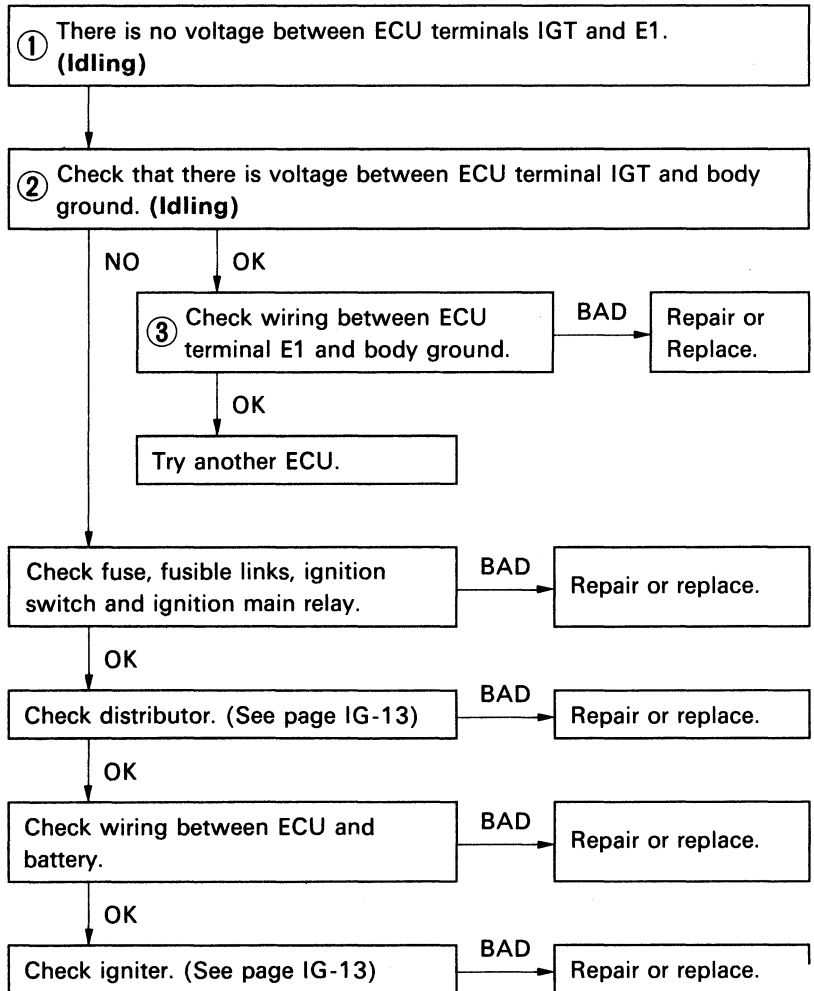 ① There is no voltage between ECU terminals IGT and E1.
(Idling)
② Check that there is voltage between ECU terminal IGT and body
ground. (Idling)
NO
OK
③ Check wiring between ECU
terminal E1 and body ground.
BAD
Repair or
Replace.
OK
Try another ECU.
Check fuse, fusible links, ignition
switch and ignition main relay.
BAD
Repair or replace.
OK
Check distributor. (See page IG-13)
BAD
Repair or replace.
OK
Check wiring between ECU and
battery.
BAD
Repair or replace.
OK
Check igniter. (See page IG-13)
BAD
Repair or replace.